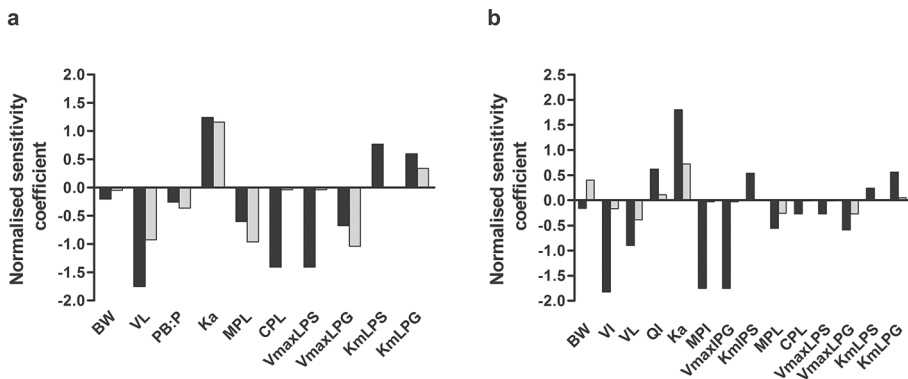 a
Normalised sensitivity
coefficient
2.0
1.5
1.0
0.5
0.0
-0.5
-1.0
-1.5
-2.0
BW
VL
PB:P
Ka
MPL
CPL
VmaxLPS
VmaxLPG
KmLPS
KmLPG
b
Normalised sensitivity
coefficient
2.5
2.0
1.5
1.0
0.5
0.0
-0.5
-1.0
-1.5
-2.0
BW
VI
VL
QI
Ka
MPI
VmaxIPG
KmIPS
MPL
CPL
VmaxLPS
VmaxLPG
KmLPS
KmLPG